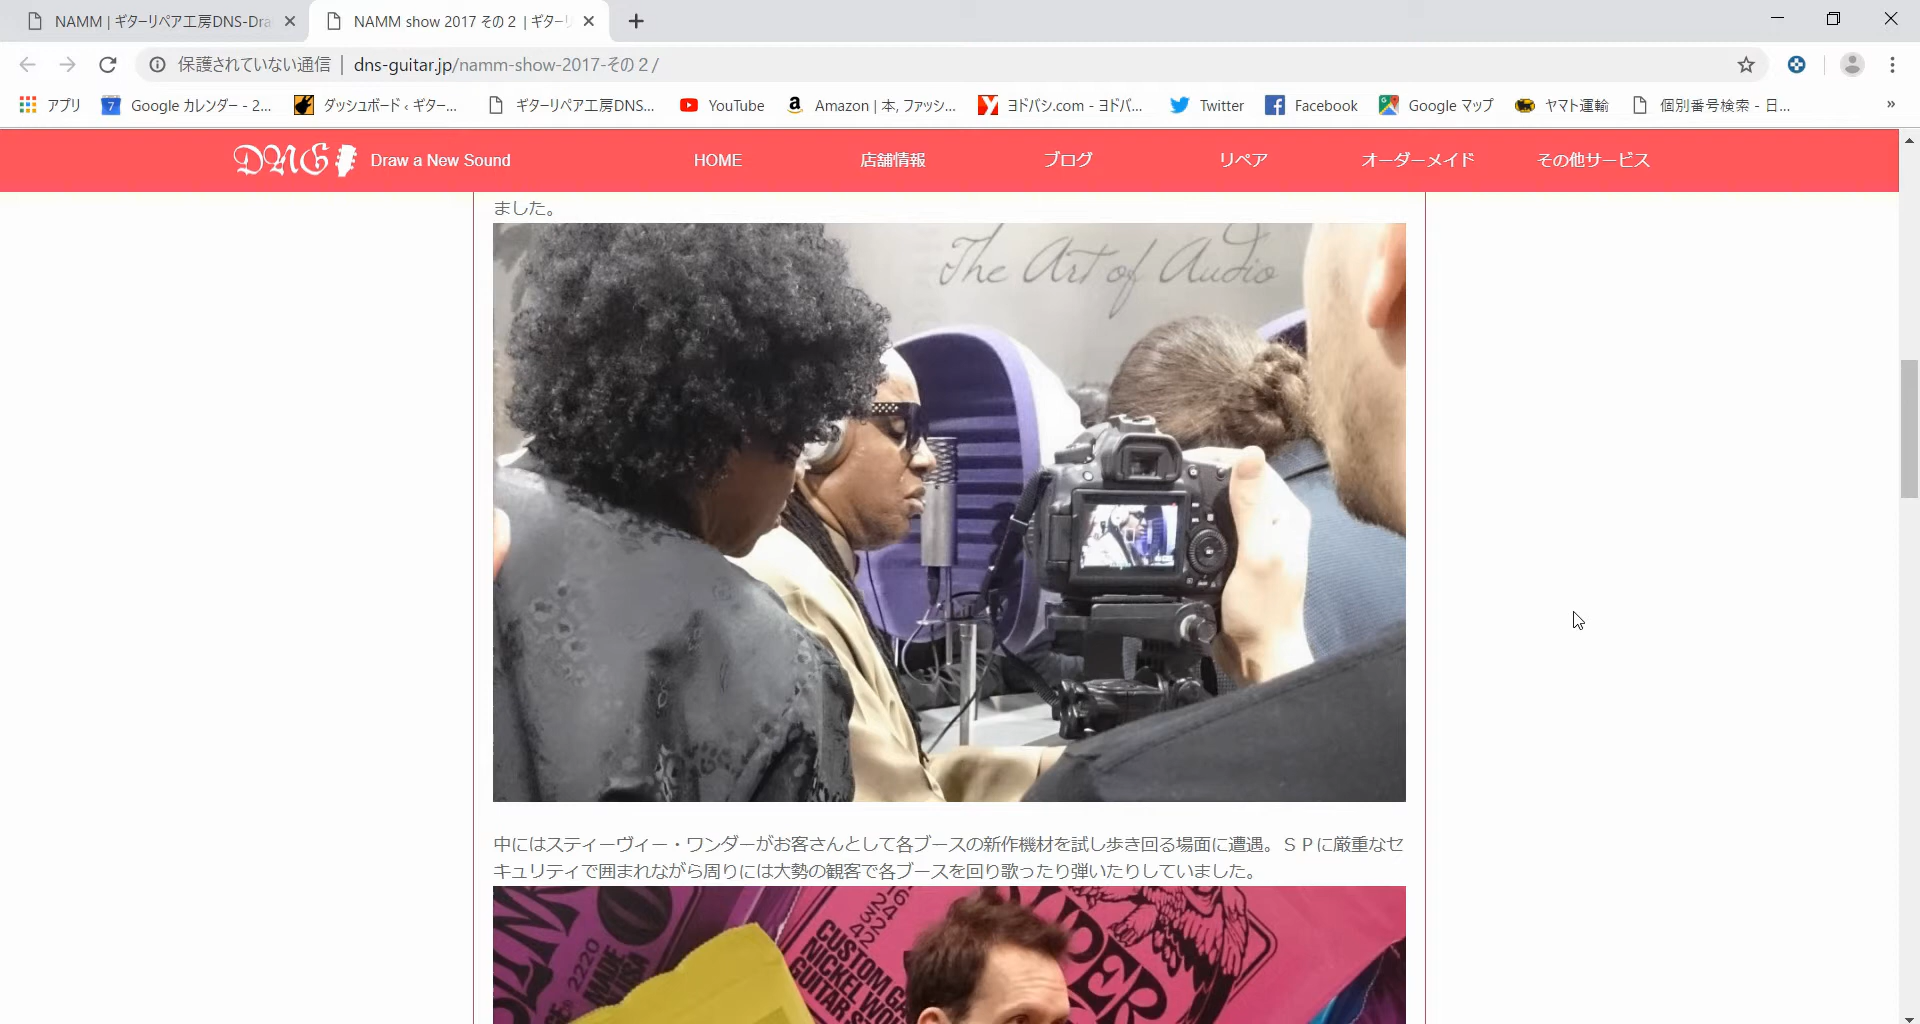 NAMM | ギターリペア工房DNS-Dra
NAMM show 2017 その２ | ギター
保護されていない通信
dns-guitar.jp/namm-show-2017-その２/
アプリ
Google カレンダー - 2...
ダッシュボード ‹ ギター...
ギターリペア工房DNS...
YouTube
Amazon | 本, ファッシ...
ヨドバシ.com - ヨドバ...
Twitter
Facebook
Google マップ
ヤマト運輸
個別番号検索 - 日...
»
DNS
Draw a New Sound
HOME
店舗情報
ブログ
リペア
オーダーメイド
その他サービス
ました。
The Art of Audio
中にはスティーヴィー・ワンダーがお客さんとして各ブースの新作機材を試し歩き回る場面に遭遇。ＳＰに厳重なセ
キュリティで囲まれながら周りには大勢の観客で各ブースを回り歌ったり弾いたりしていました。
2220
MADE
USA
CUSTOM
NICKEL
GUITAR